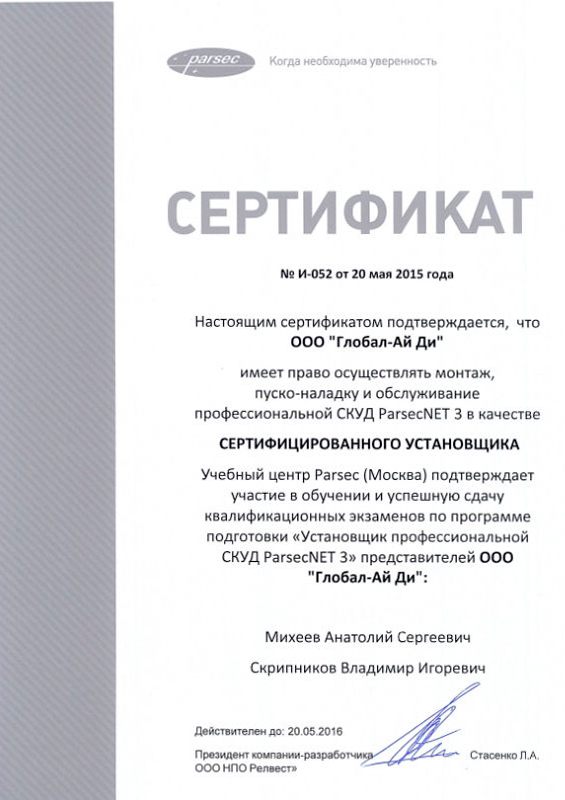 parsec
Когда необходима уверенность
СЕРТИФИКАТ
№ И-052 от 20 мая 2015 года
Настоящим сертификатом подтверждается, что
ООО "Глобал-Ай Ди"
имеет право осуществлять монтаж,
пуско-наладку и обслуживание
профессиональной СКУД ParsecNET 3 в качестве
СЕРТИФИЦИРОВАННОГО УСТАНОВЩИКА
Учебный центр Parsec (Москва) подтверждает
участие в обучении и успешную сдачу
квалификационных экзаменов по программе
подготовки «Установщик профессиональной
СКУД ParsecNET 3» представителей ООО
"Глобал-Ай Ди":
Михеев Анатолий Сергеевич
Скрипников Владимир Игоревич
Действителен до: 20.05.2016
Президент компании-разработчика Стасенко Л.А.
ООО НПО Релвест»